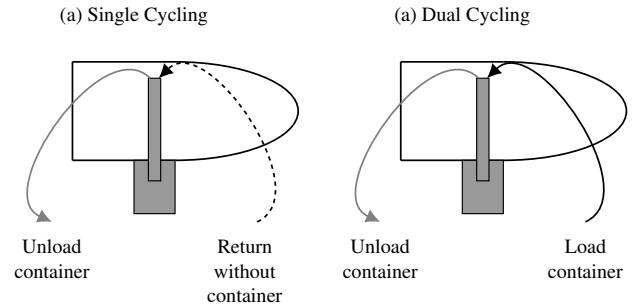 (a) Single Cycling
(a) Dual Cycling
Unload
container
Return
without
container
Unload
container
Load
container